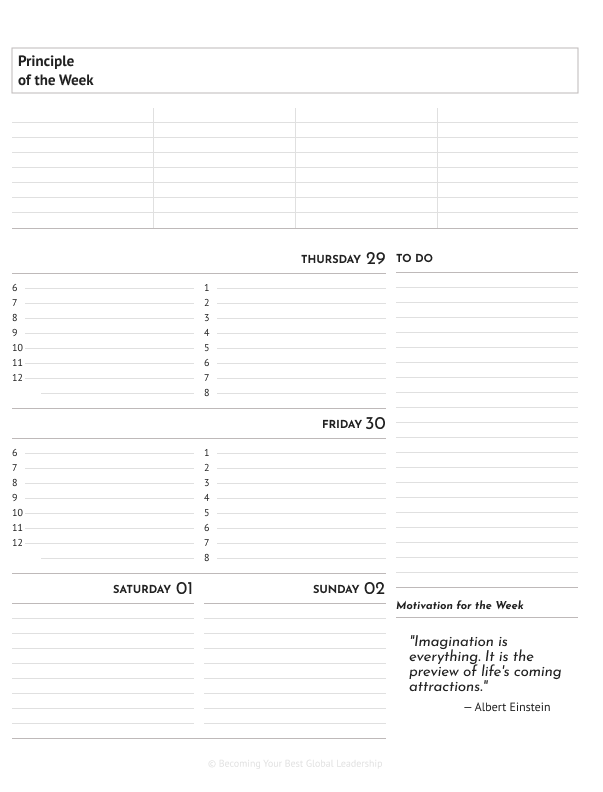 Principle
of the Week
THURSDAY 29
6
7
8
9
10
11
12
1
2
3
4
5
6
7
8
FRIDAY 30
6
7
8
9
10
11
12
1
2
3
4
5
6
7
8
SATURDAY 01
SUNDAY 02
TO DO
Motivation for the Week
"Imagination is
everything. It is the
preview of life's coming
attractions."
— Albert Einstein
© Becoming Your Best Global Leadership